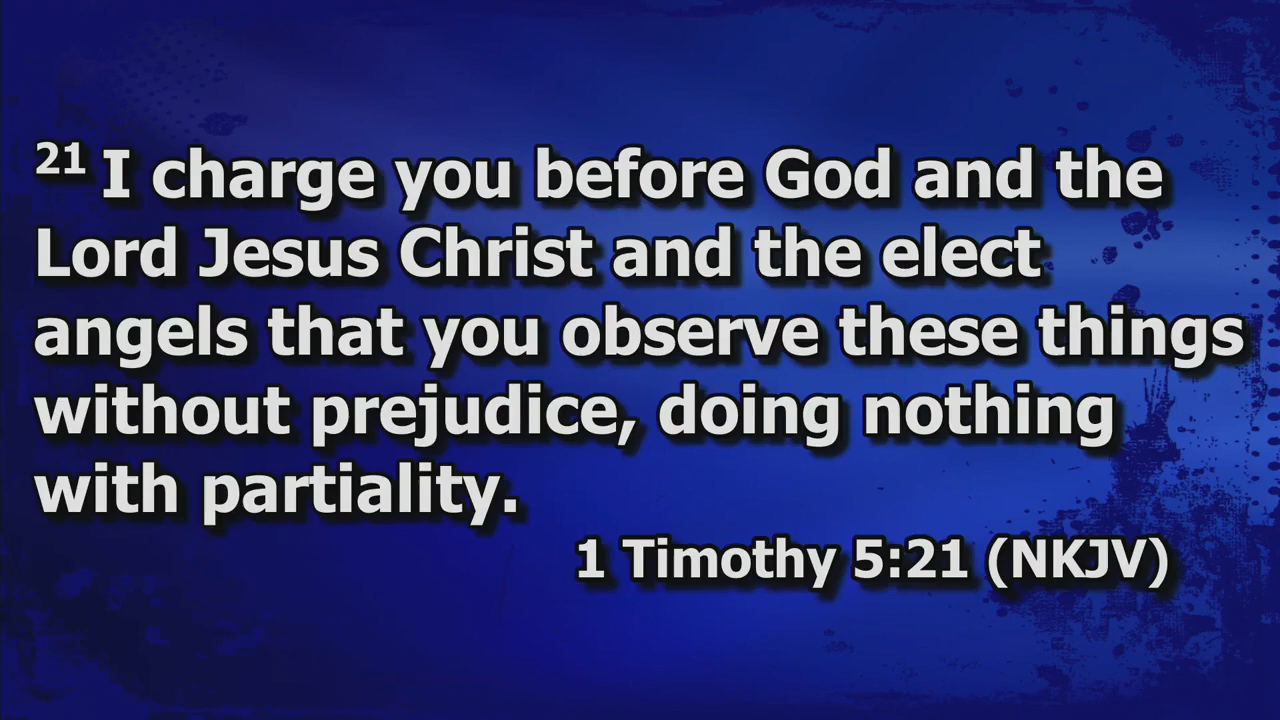 21 I charge you before God and the
Lord Jesus Christ and the elect
angels that you observe these things
without prejudice, doing nothing
with partiality.
1 Timothy 5:21 (NKJV)